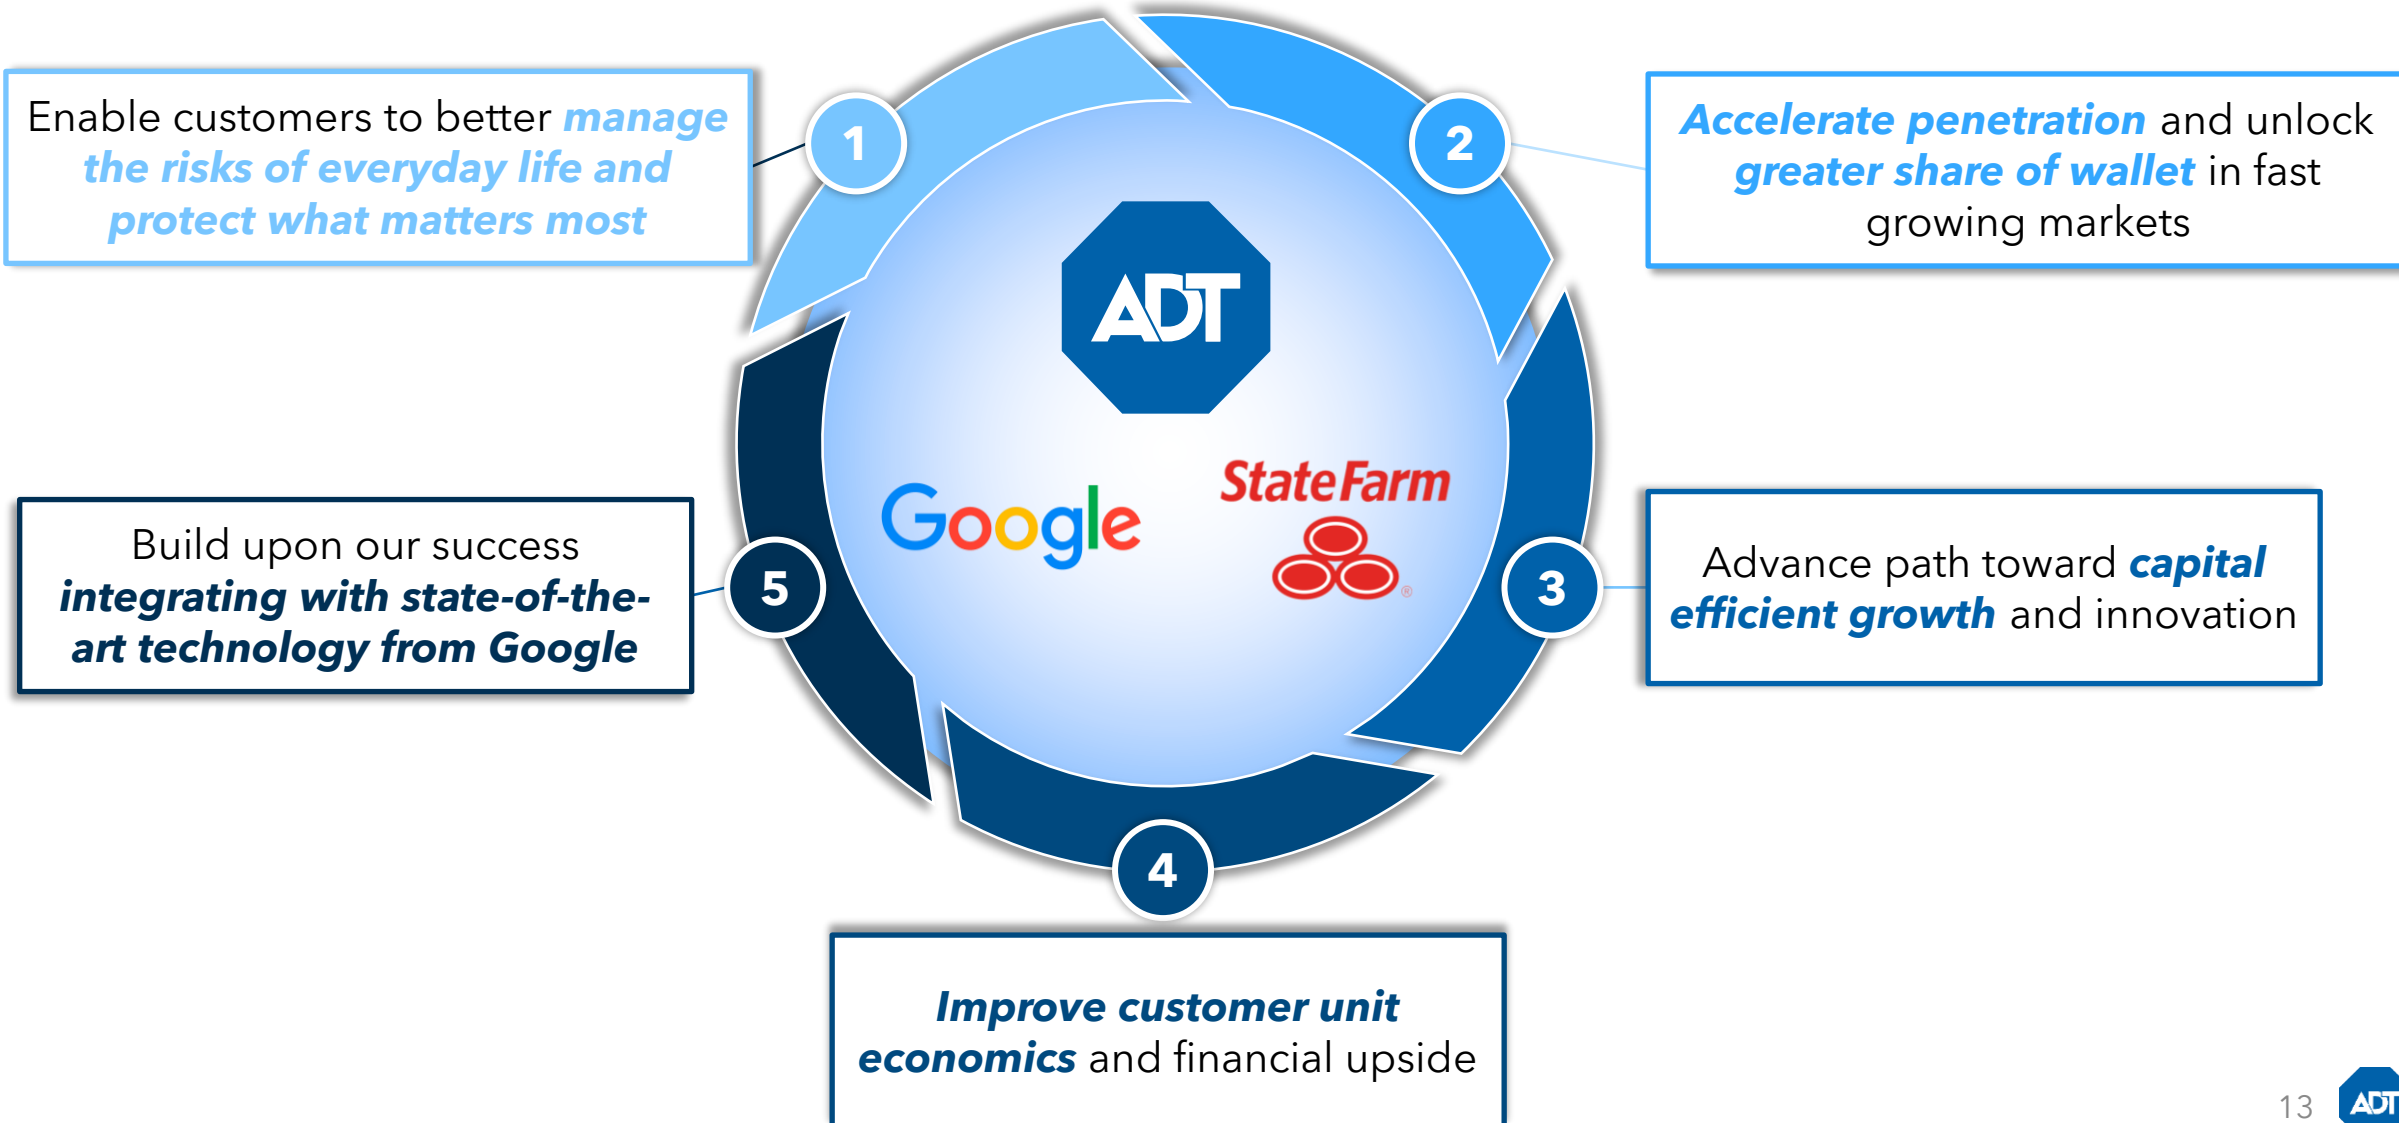 1
Enable customers to better manage
the risks of everyday life and
protect what matters most
2
Accelerate penetration and unlock
greater share of wallet in fast
growing markets
ADT
Google
State Farm
®
3
Advance path toward capital
efficient growth and innovation
4
Improve customer unit
economics and financial upside
5
Build upon our success
integrating with state-of-the-
art technology from Google
13
ADT